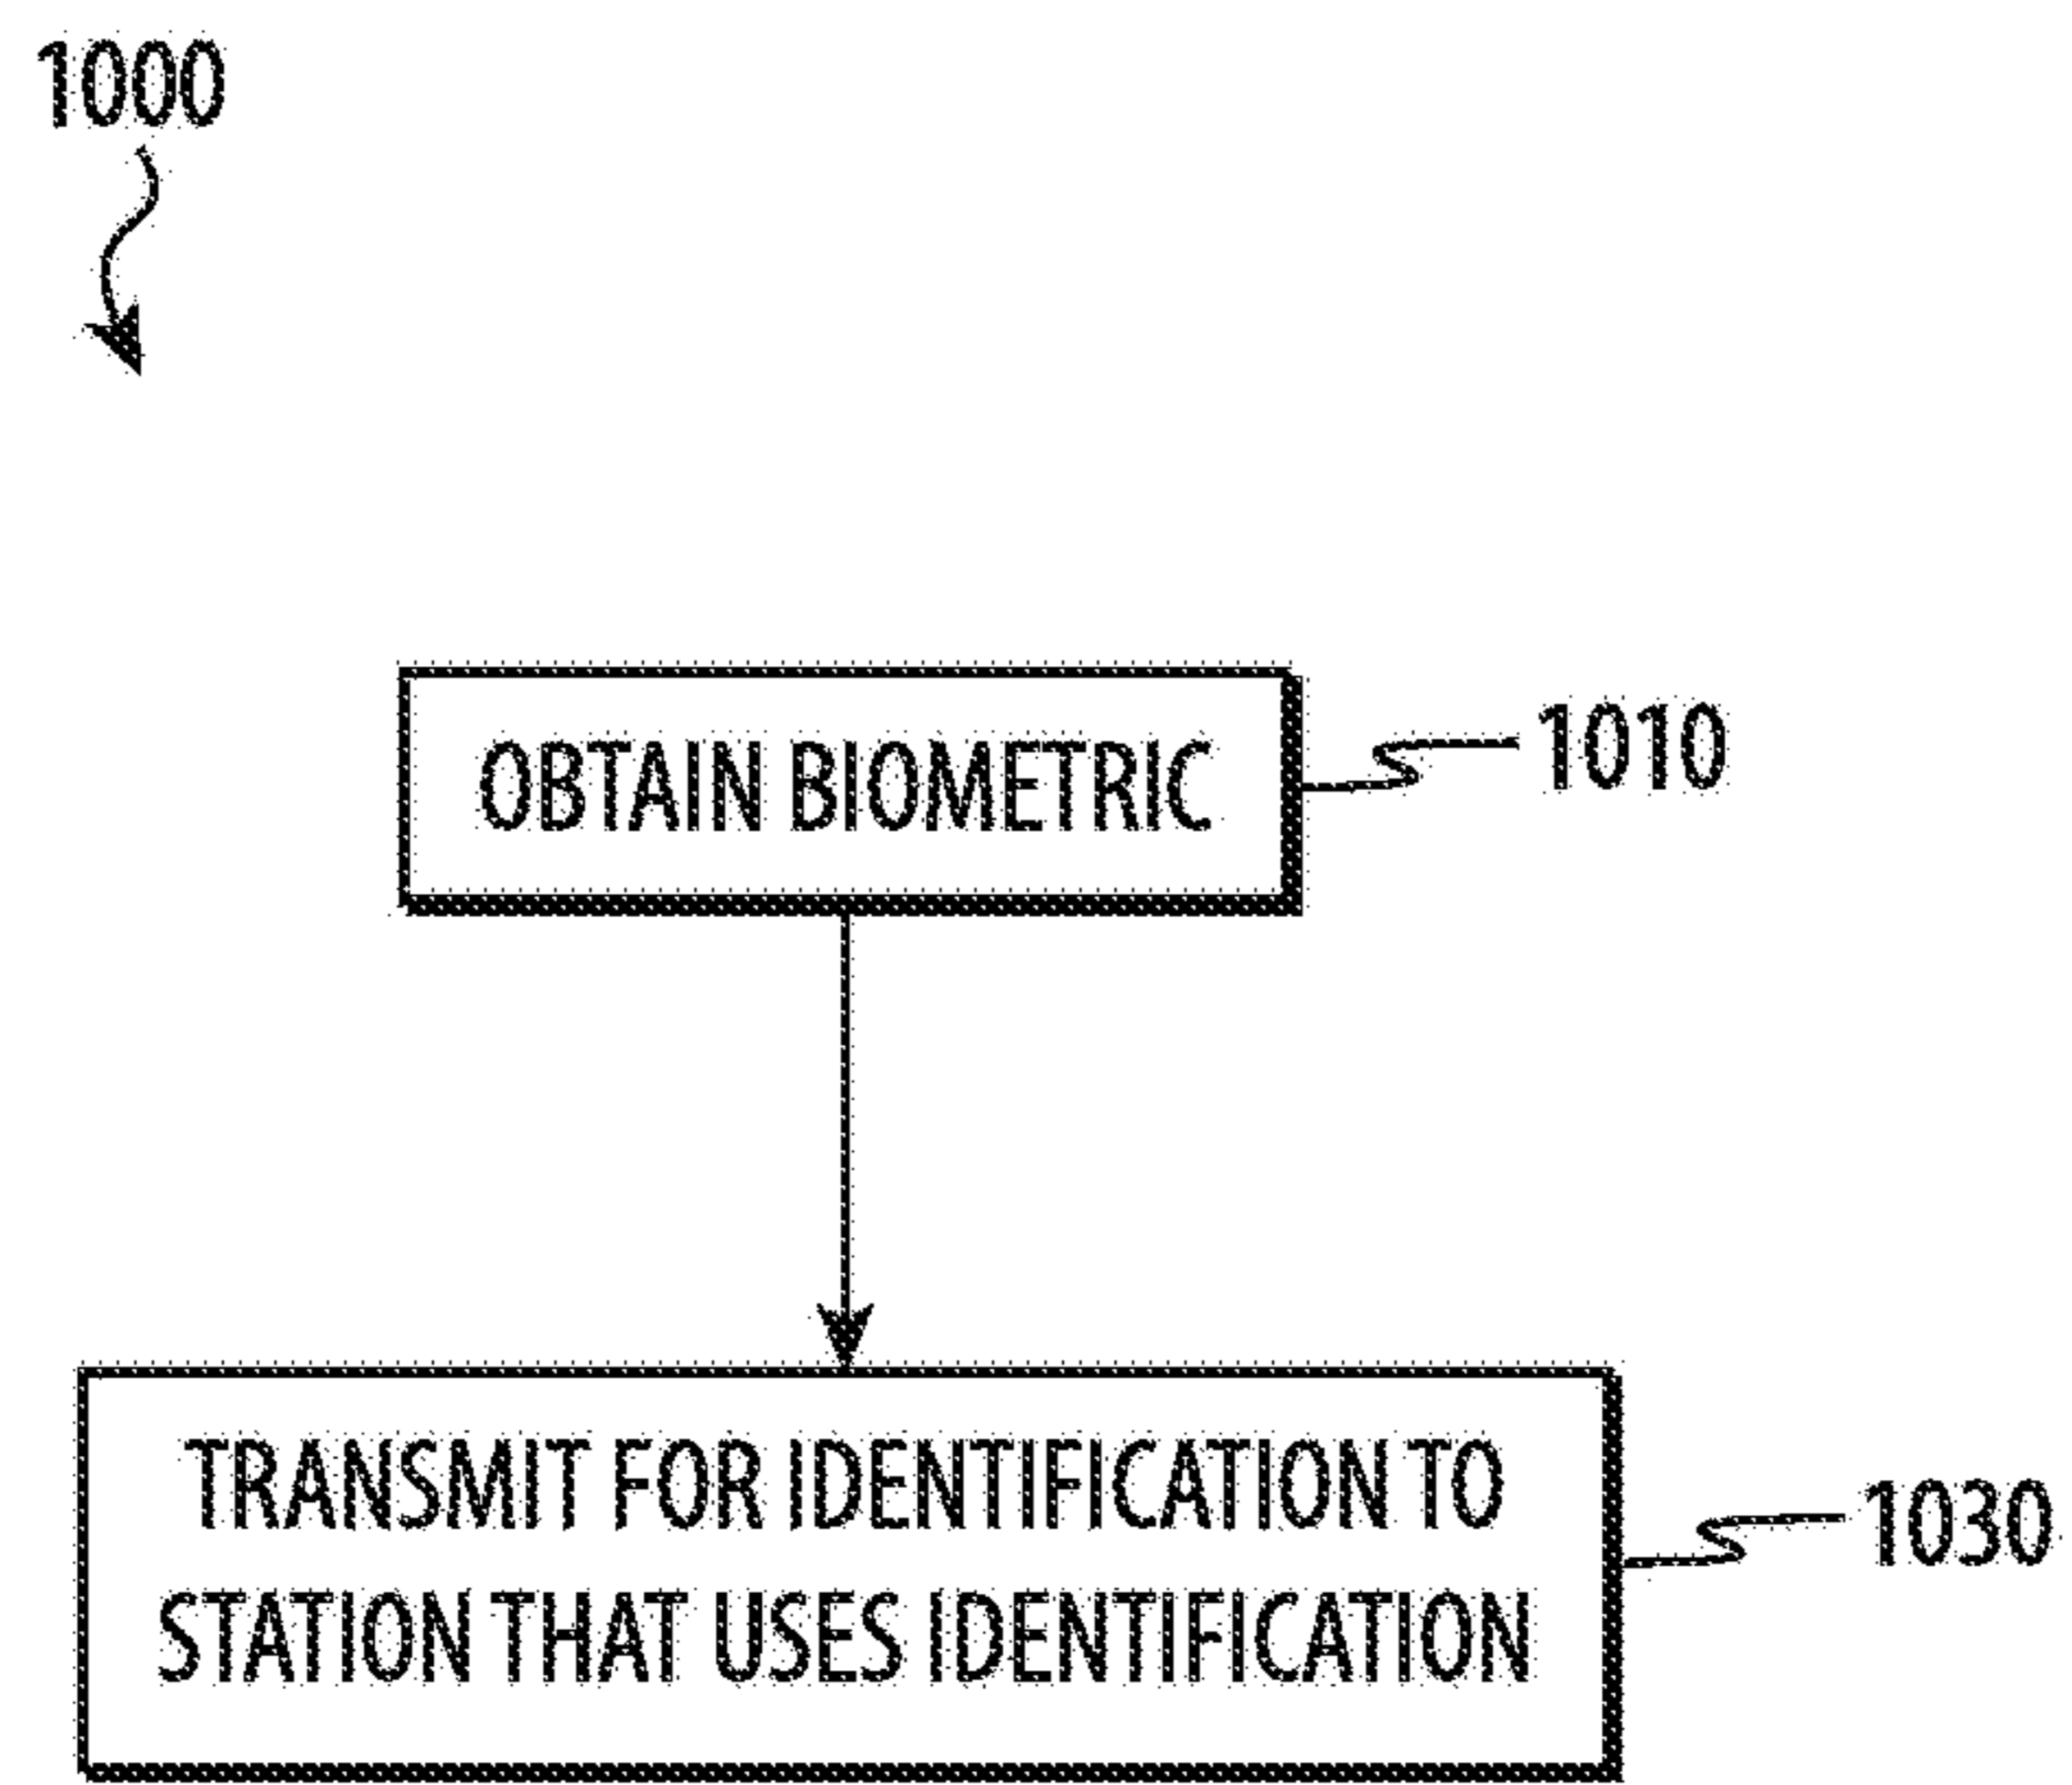 1000
OBTAIN BIOMETRIC
1010
TRANSMIT FOR IDENTIFICATION TO
STATION THAT USES IDENTIFICATION
1030